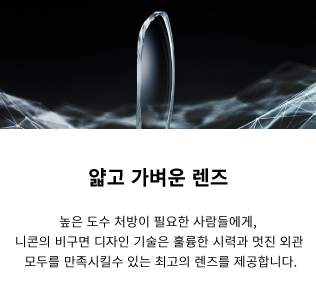 얇고 가벼운 렌즈
높은 도수 처방이 필요한 사람들에게,
니콘의 비구면 디자인 기술은 훌륭한 시력과 멋진 외관
모두를 만족시킬수 있는 최고의 렌즈를 제공합니다.